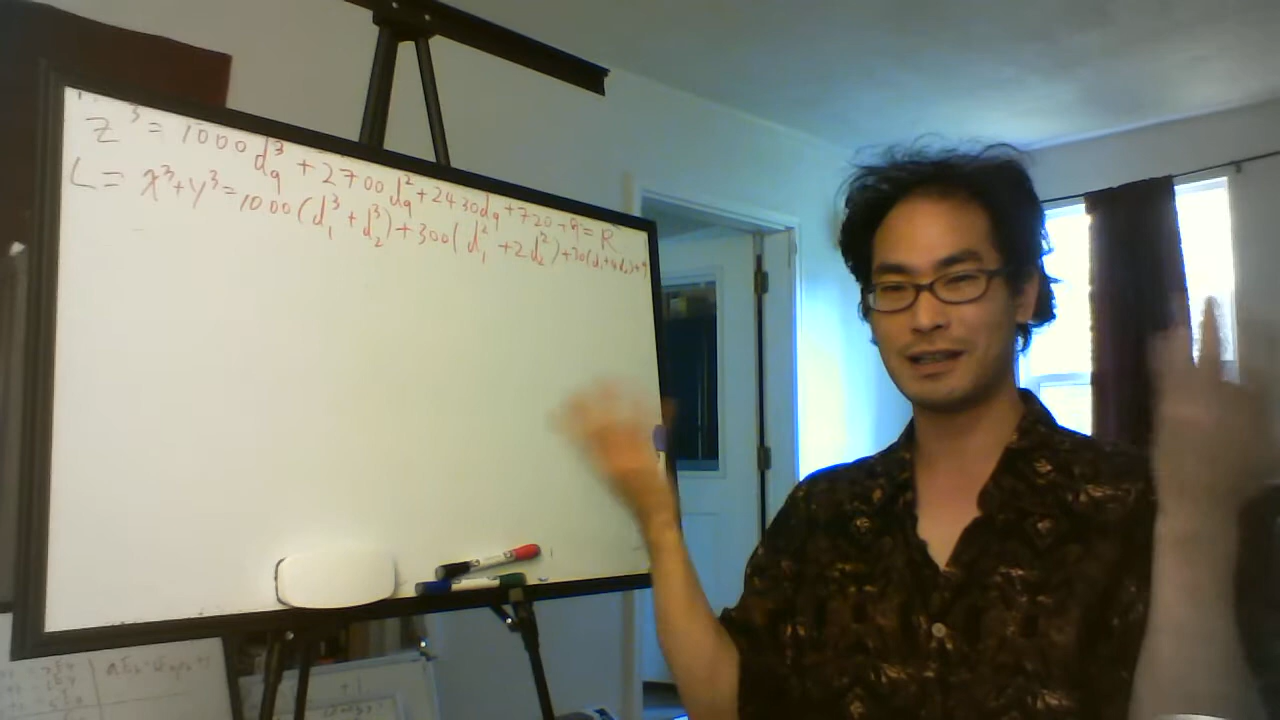 z³ = 1000d₉³ + 2700d₉² + 2430d₉ + 720 + 9 = R
L = x³ + y³ = 1000(d₁³ + d₂³) + 300(d₁² + 2d₂²) + 30(d₁ + 4d₂) + 9